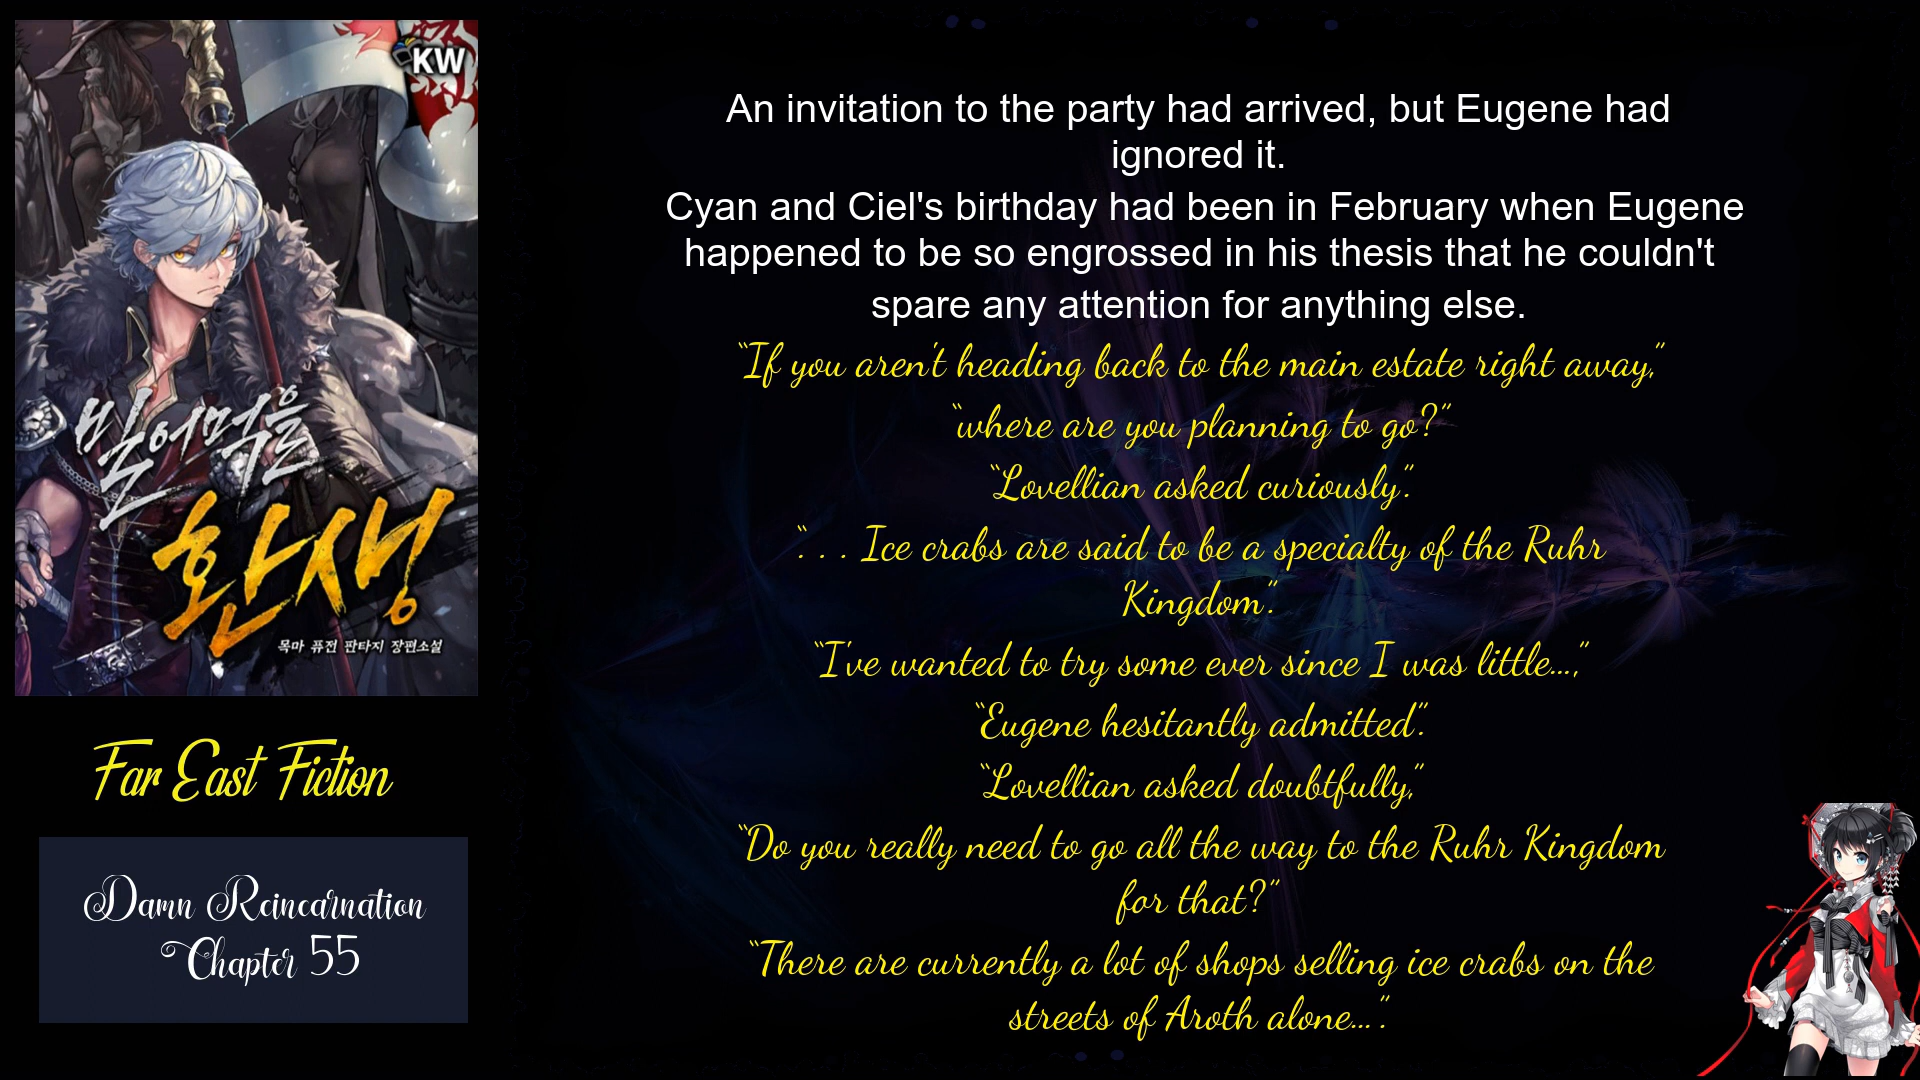 KW
빌어먹을
환생
목마 퓨전 판타지 장편소설
Far East Fiction
Damn Reincarnation
Chapter 55
An invitation to the party had arrived, but Eugene had
ignored it.
Cyan and Ciel's birthday had been in February when Eugene
happened to be so engrossed in his thesis that he couldn't
spare any attention for anything else.
“If you aren't heading back to the main estate right away,”
“where are you planning to go?”
“Lovellian asked curiously”.
“. . . Ice crabs are said to be a specialty of the Ruhr
Kingdom”.
“I've wanted to try some ever since I was little...,”
“Eugene hesitantly admitted”.
“Lovellian asked doubtfully,”
“Do you really need to go all the way to the Ruhr Kingdom
for that?”
“There are currently a lot of shops selling ice crabs on the
streets of Aroth alone...”.